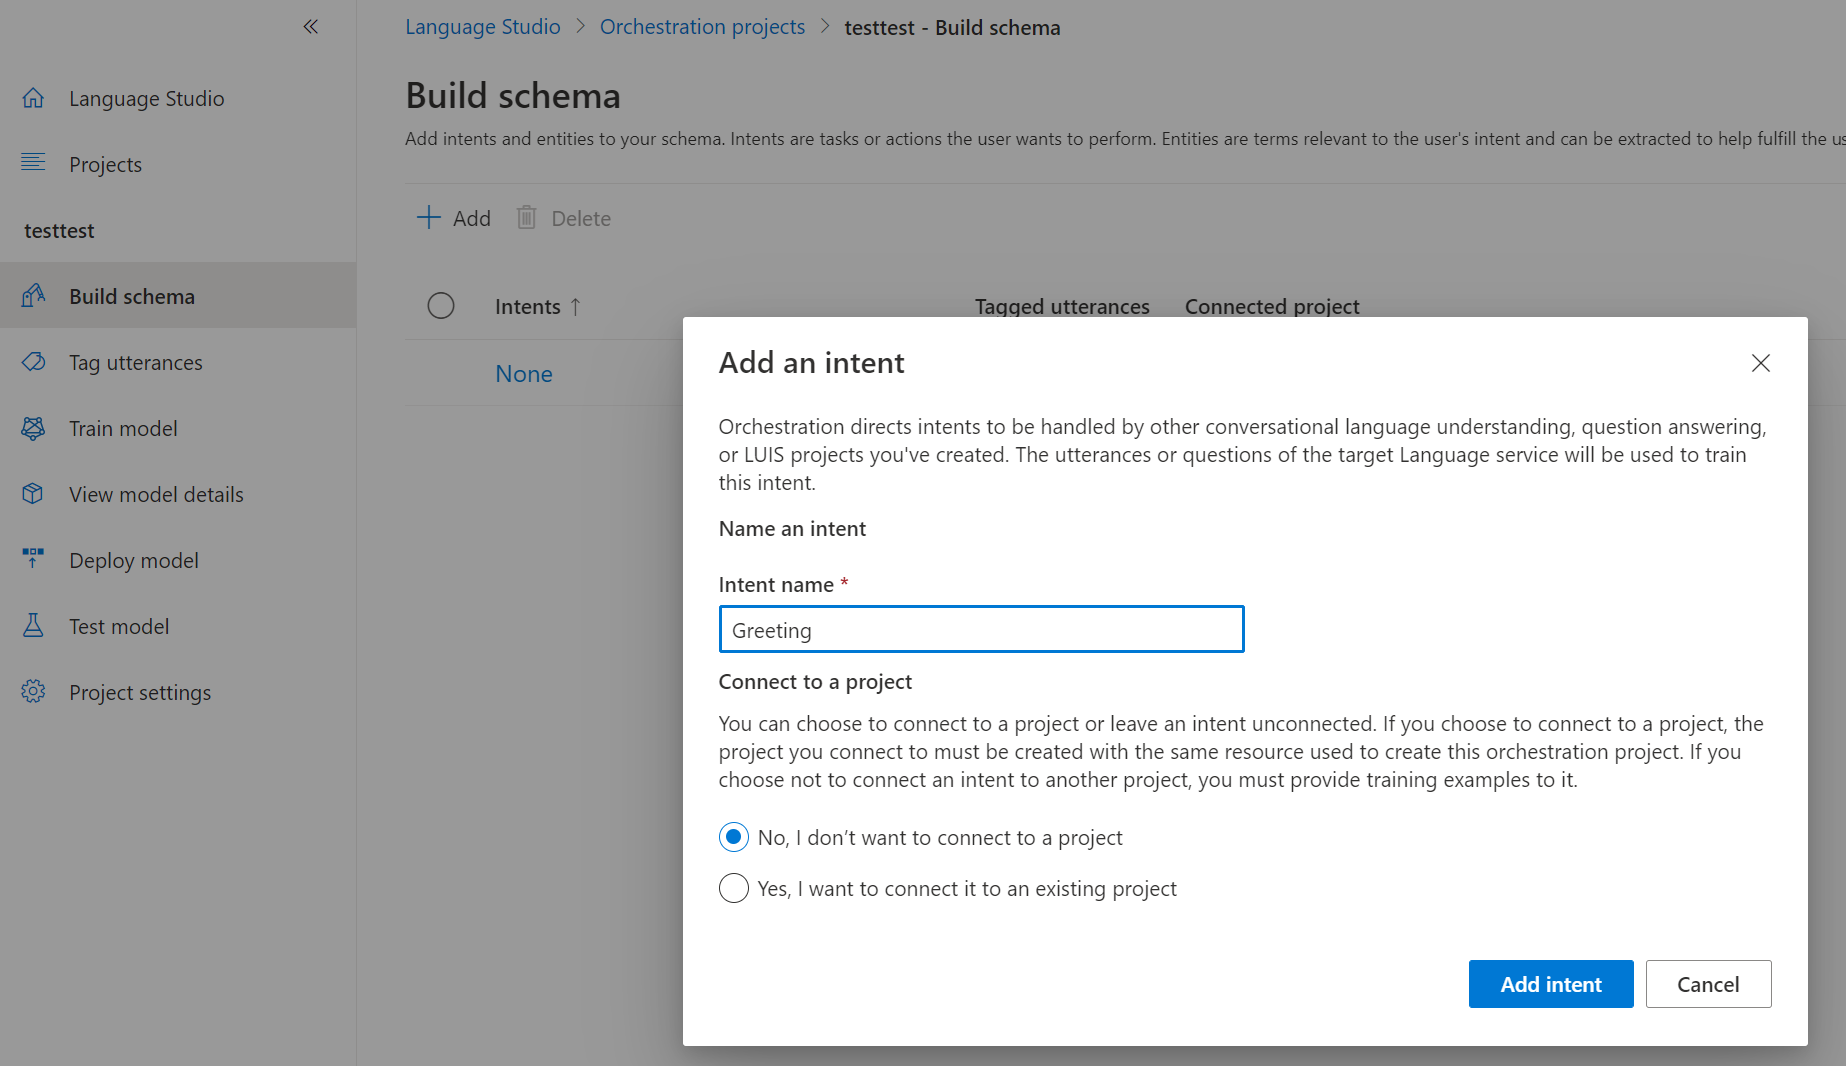 Language Studio > Orchestration projects > testtest - Build schema
Language Studio
Projects
testtest
Build schema
Tag utterances
Train model
View model details
Deploy model
Test model
Project settings
Build schema
Add intents and entities to your schema. Intents are tasks or actions the user wants to perform. Entities are terms relevant to the user's intent and can be extracted to help fulfill the
Add Delete
Intents ↑ Tagged utterances Connected project
None
Add an intent
Orchestration directs intents to be handled by other conversational language understanding, question answering,
or LUIS projects you've created. The utterances or questions of the target Language service will be used to train
this intent.
Name an intent
Intent name *
Greeting
Connect to a project
You can choose to connect to a project or leave an intent unconnected. If you choose to connect to a project, the
project you connect to must be created with the same resource used to create this orchestration project. If you
choose not to connect an intent to another project, you must provide training examples to it.
No, I don’t want to connect to a project
Yes, I want to connect it to an existing project
Add intent Cancel